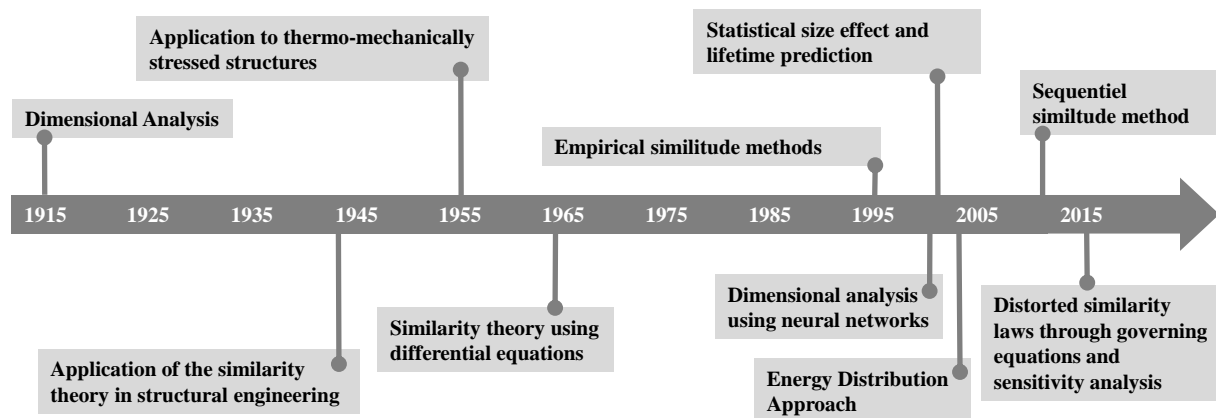 Application to thermo-mechanically
stressed structures
Statistical size effect and
lifetime prediction
Sequentiel
similtude method
Dimensional Analysis
Empirical similitude methods
1915 1925 1935 1945 1955 1965 1975 1985 1995 2005 2015
Application of the similarity
theory in structural engineering
Similarity theory using
differential equations
Dimensional analysis
using neural networks
Energy Distribution
Approach
Distorted similarity
laws through governing
equations and
sensitivity analysis